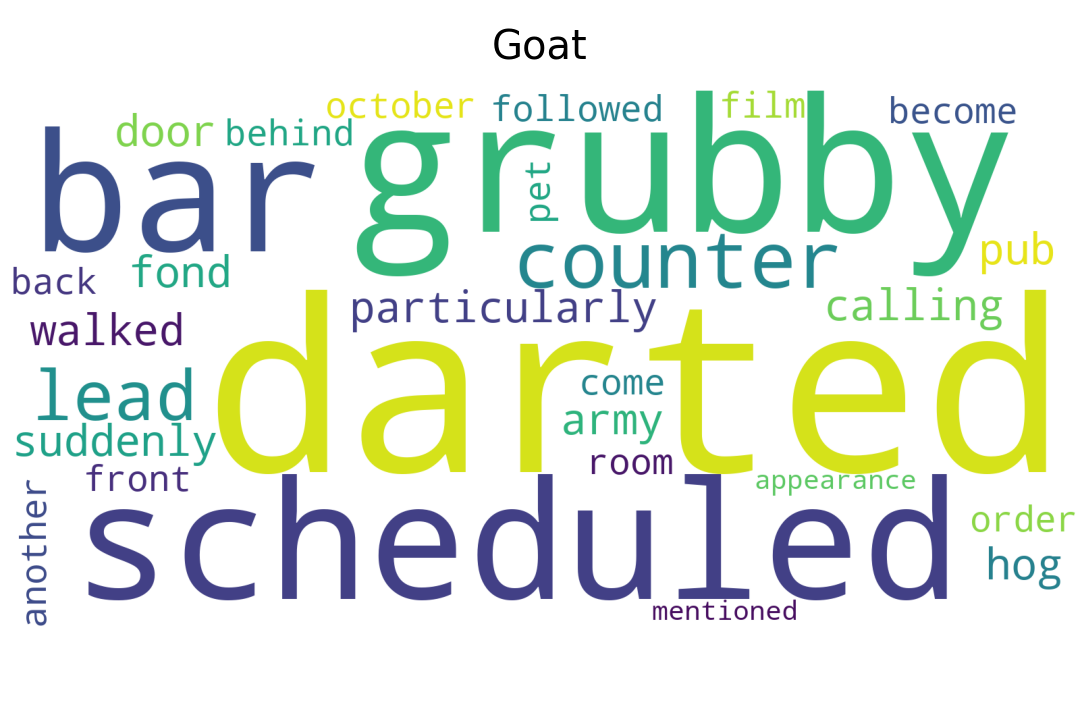 Goat
october
followed
film
become
door
behind
bar
grubby
pet
counter
pub
back
fond
particularly
calling
walked
darted
lead
come
army
suddenly
room
front
appearance
another
scheduled
order
hog
mentioned